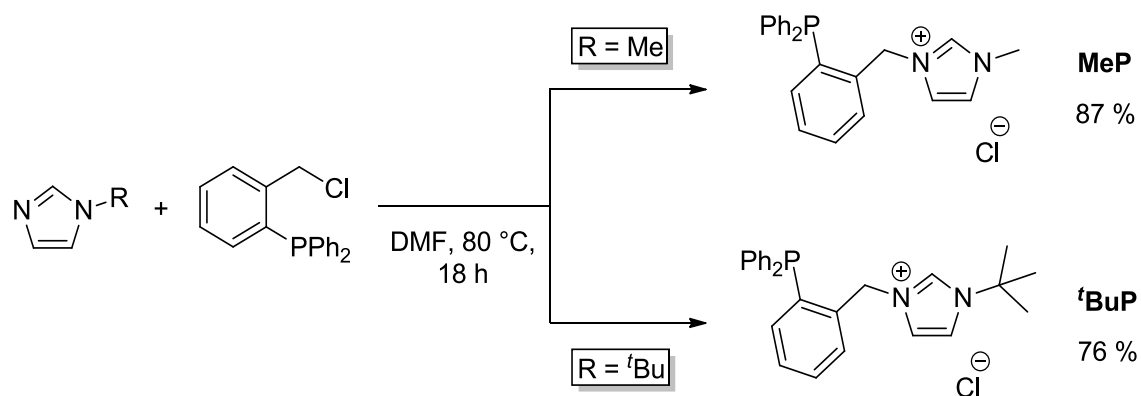 Ph2P
R = Me
+
N
N
MeP
87 %
Cl−
N
N
R
+
Cl
PPh2
DMF, 80 °C,
18 h
Ph2P
+
N
N
tBuP
76 %
R = tBu
Cl−